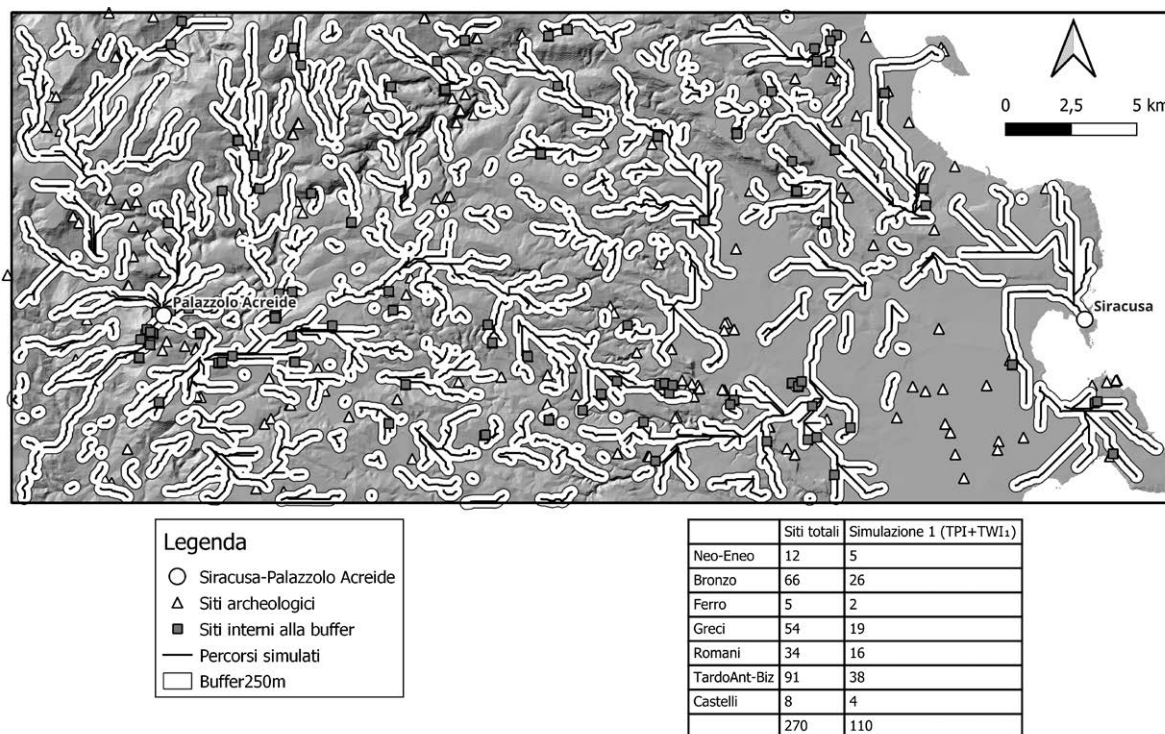 0 2,5 5 km
Palazzolo Acreide
Siracusa
Legenda
Siracusa-Palazzolo Acreide
Siti archeologici
Siti interni alla buffer
Percorsi simulati
Buffer250m
Siti totali Simulazione 1 (TPI+TWI₁)
Neo-Eneo 12 5
Bronzo 66 26
Ferro 5 2
Greci 54 19
Romani 34 16
TardoAnt-Biz 91 38
Castelli 8 4
270 110